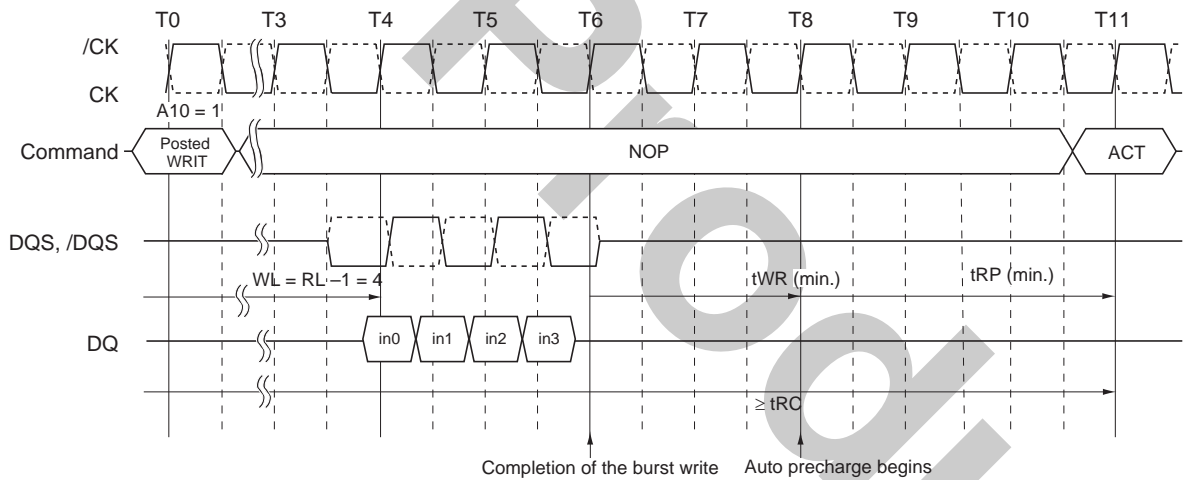 T0 T3 T4 T5 T6 T7 T8 T9 T10 T11
/CK
CK
A10 = 1
Command
Posted
WRIT
NOP
ACT
DQS, /DQS
WL = RL –1 = 4
tWR (min.)
tRP (min.)
DQ
in0 in1 in2 in3
≥ tRC
Completion of the burst write
Auto precharge begins
Prod